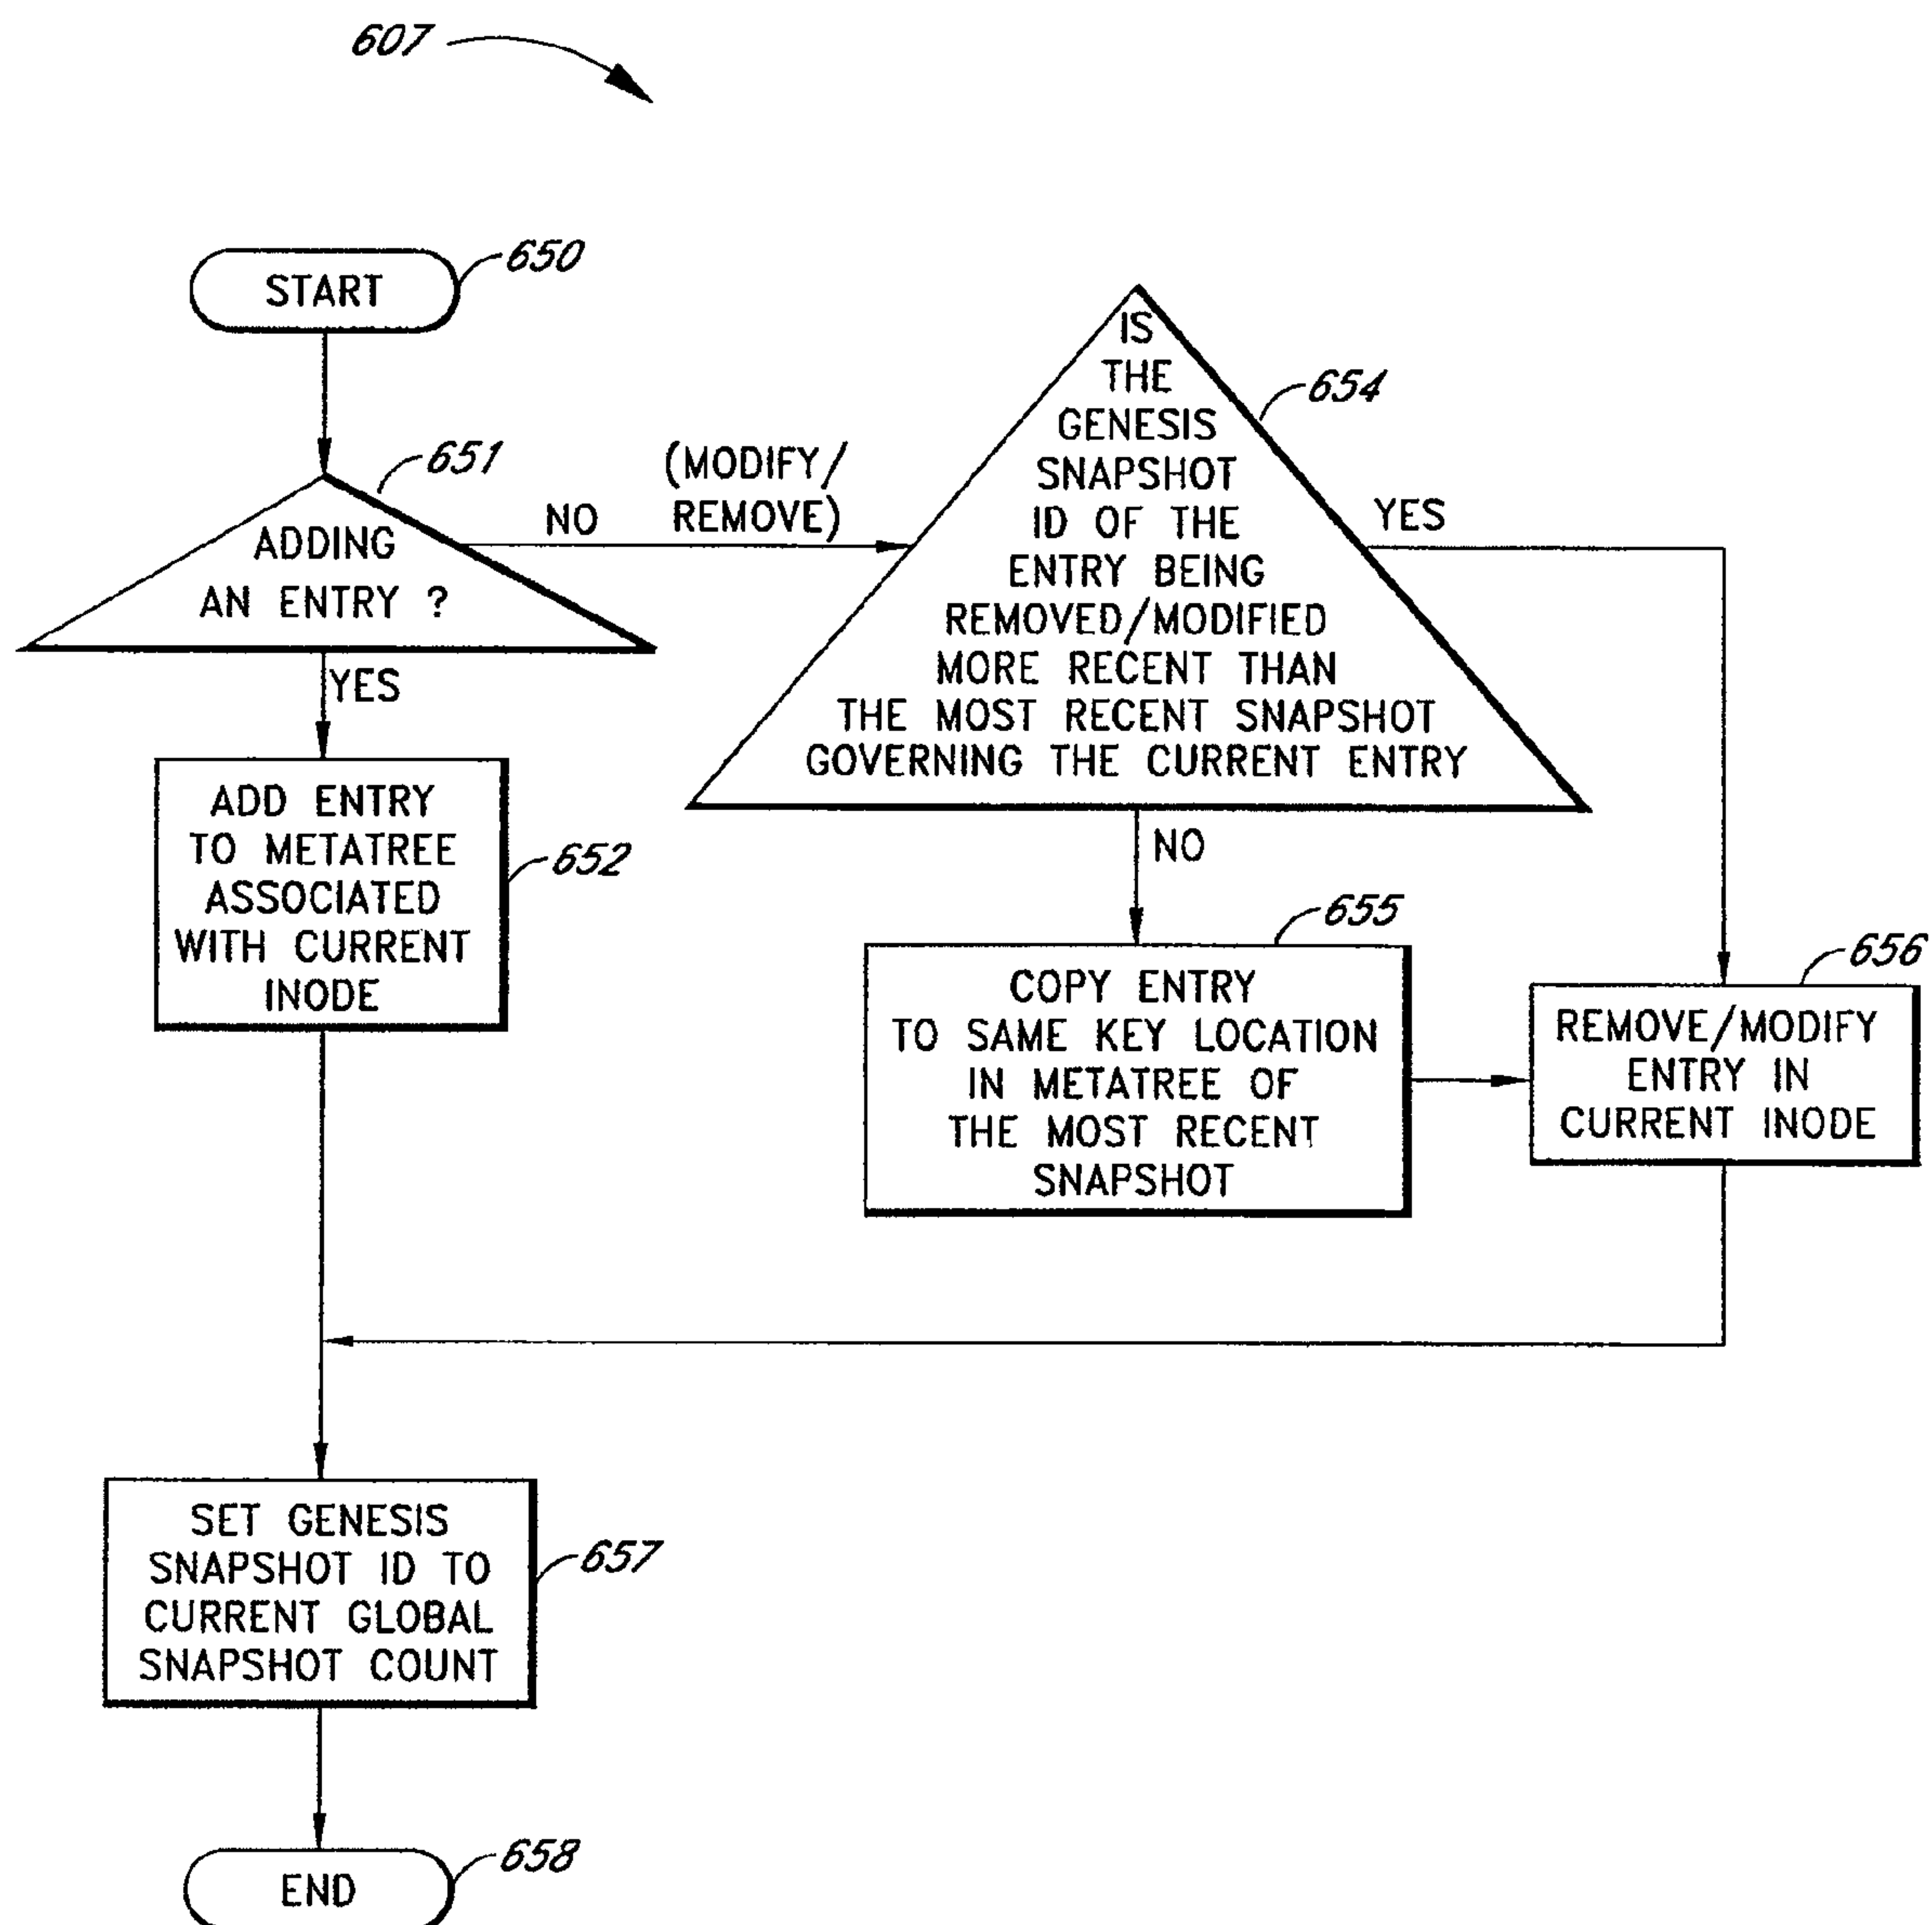 607
START
650
651
ADDING
AN ENTRY ?
NO
(MODIFY/
REMOVE)
YES
ADD ENTRY
TO METATREE
ASSOCIATED
WITH CURRENT
INODE
652
IS
THE
GENESIS
SNAPSHOT
ID OF THE
ENTRY BEING
REMOVED/MODIFIED
MORE RECENT THAN
THE MOST RECENT SNAPSHOT
GOVERNING THE CURRENT ENTRY
654
YES
NO
655
COPY ENTRY
TO SAME KEY LOCATION
IN METATREE OF
THE MOST RECENT
SNAPSHOT
656
REMOVE/MODIFY
ENTRY IN
CURRENT INODE
SET GENESIS
SNAPSHOT ID TO
CURRENT GLOBAL
SNAPSHOT COUNT
657
END
658